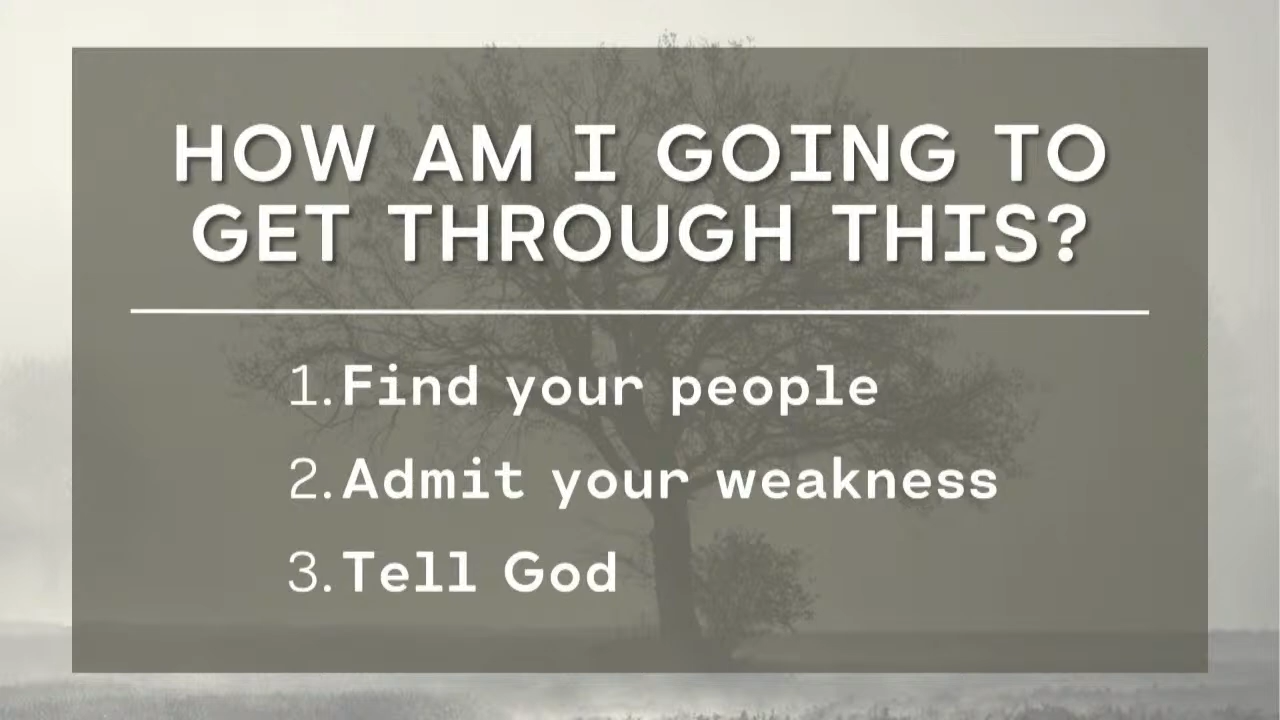 HOW AM I GOING TO
GET THROUGH THIS?
1. Find your people
2. Admit your weakness
3. Tell God